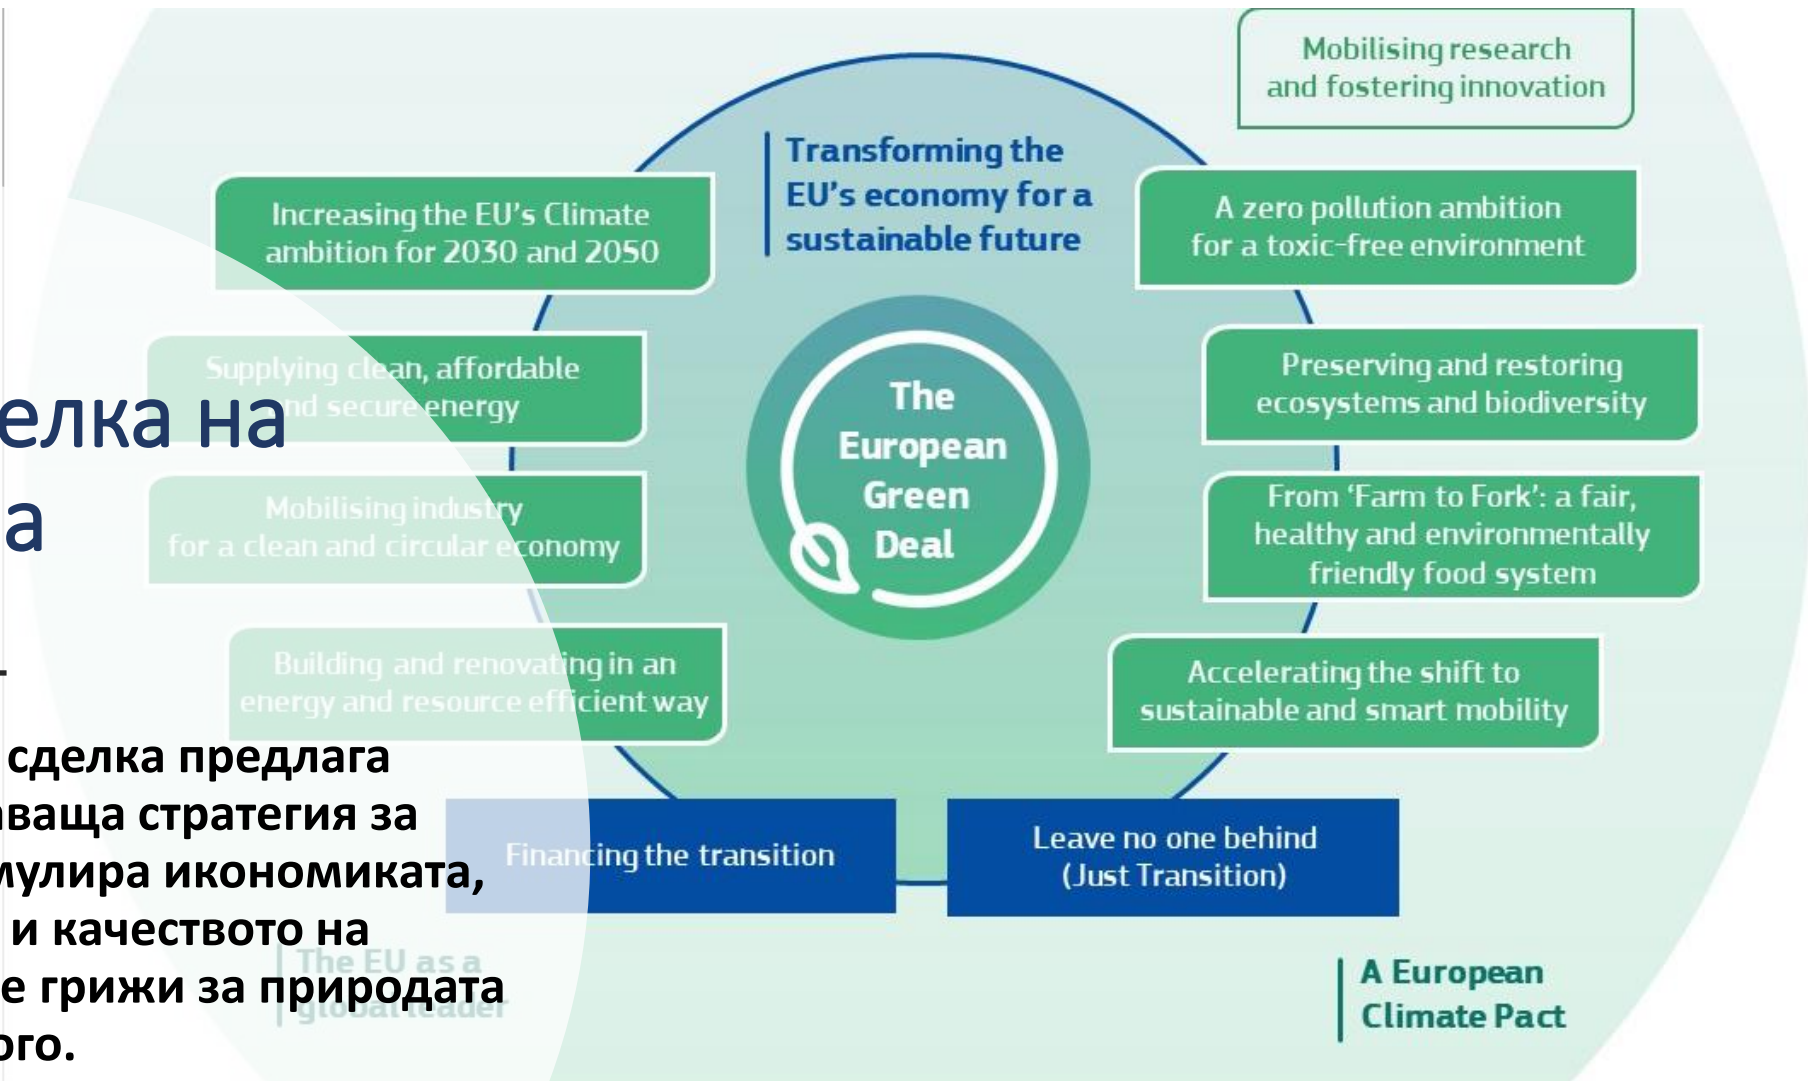 Mobilising research
and fostering innovation
Transforming the
EU's economy for a
sustainable future
Increasing the EU's Climate
ambition for 2030 and 2050
A zero pollution ambition
for a toxic-free environment
Supplying clean, affordable
and secure energy
Preserving and restoring
ecosystems and biodiversity
The
European
Green
Deal
на
Mobilising industry
for a clean and circular economy
From ‘Farm to Fork’: a fair,
healthy and environmentally
friendly food system
Building and renovating in an
energy and resource efficient way
Accelerating the shift to
sustainable and smart mobility
сделка предлага
стратегия за
икономиката,
и качеството на
грижи за природата
Financing the transition
Leave no one behind
(Just Transition)
The EU as a
global leader
A European
Climate Pact